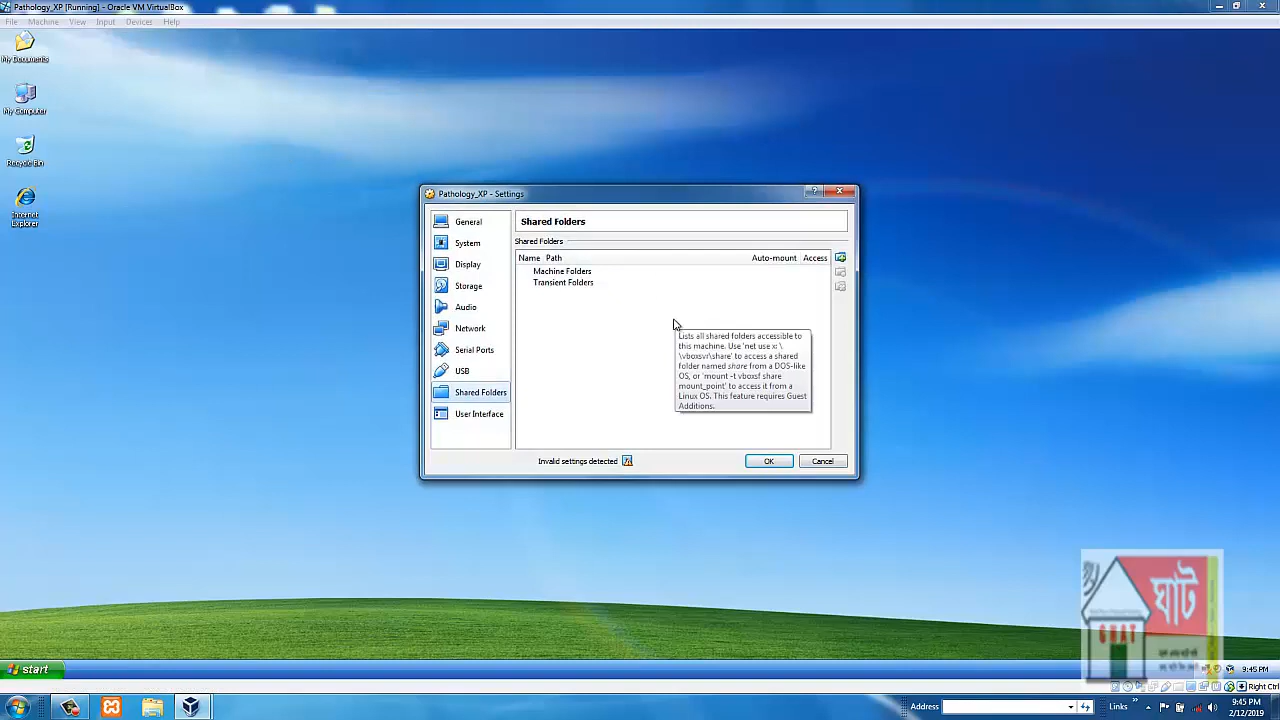 Pathology_XP [Running] - Oracle VM VirtualBox
File Machine View Input Devices Help
My Documents
My Computer
Recycle Bin
Internet
Explorer
Pathology_XP - Settings
General
System
Display
Storage
Audio
Network
Serial Ports
USB
Shared Folders
User Interface
Shared Folders
Shared Folders
Name Path Auto-mount Access
Machine Folders
Transient Folders
Lists all shared folders accessible to
this machine. Use 'net use x: \
\vboxsvr\share' to access a shared
folder named share from a DOS-like
OS, or 'mount -t vboxsf share
mount_point' to access it from a
Linux OS. This feature requires Guest
Additions.
Invalid settings detected
OK Cancel
ঘাট
GHAT
start
9:45 PM
Right Ctrl
Address
Links
9:45 PM
2/12/2019